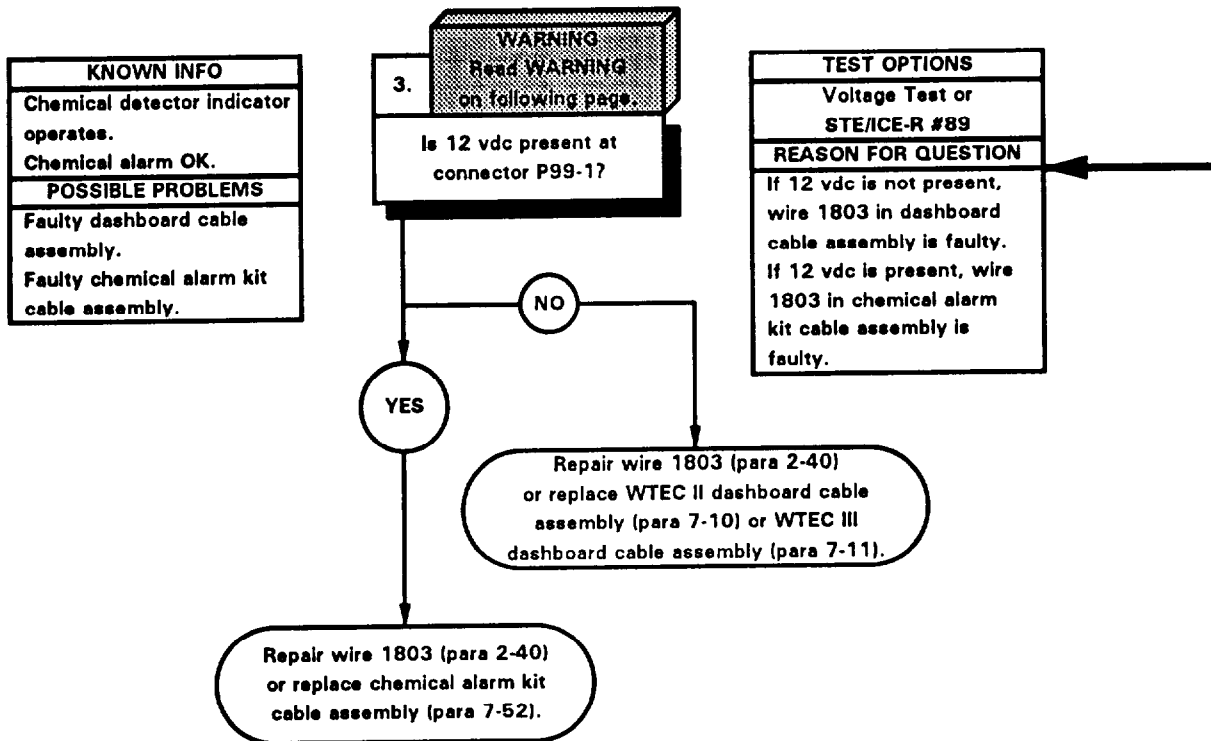 KNOWN INFO
Chemical detector indicator
operates.
Chemical alarm OK.
POSSIBLE PROBLEMS
Faulty dashboard cable
assembly.
Faulty chemical alarm kit
cable assembly.
WARNING
Read WARNING
on following page.
3.
Is 12 vdc present at
connector P99-1?
TEST OPTIONS
Voltage Test or
STE/ICE-R #89
REASON FOR QUESTION
If 12 vdc is not present,
wire 1803 in dashboard
cable assembly is faulty.
If 12 vdc is present, wire
1803 in chemical alarm
kit cable assembly is
faulty.
NO
YES
Repair wire 1803 (para 2-40)
or replace WTEC II dashboard cable
assembly (para 7-10) or WTEC III
dashboard cable assembly (para 7-11).
Repair wire 1803 (para 2-40)
or replace chemical alarm kit
cable assembly (para 7-52).